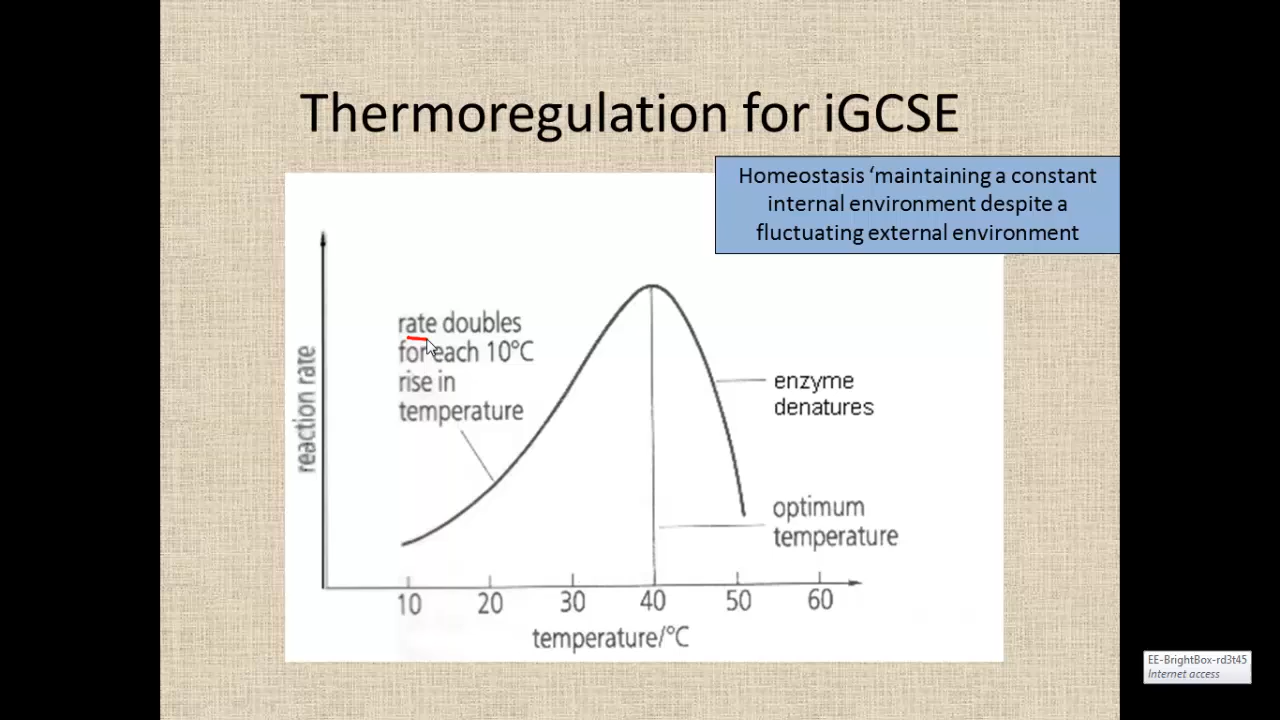 Thermoregulation for iGCSE
Homeostasis ‘maintaining a constant
internal environment despite a
fluctuating external environment
rate doubles
for each 10°C
rise in
temperature
reaction rate
enzyme
denatures
optimum
temperature
10 20 30 40 50 60
temperature/°C
EE-BrightBox-rd3t45
Internet access